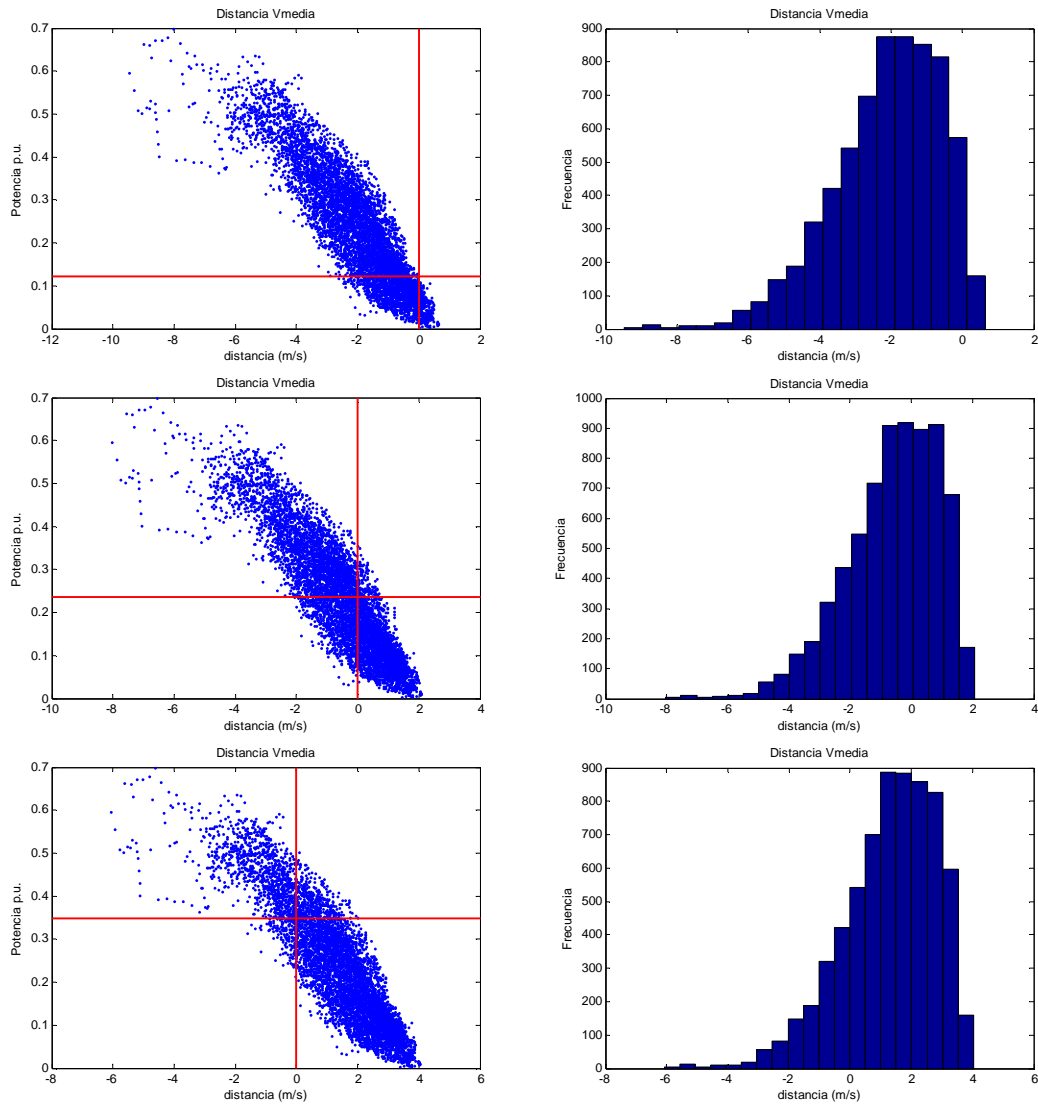 Distancia Vmedia
0.7
0.6
0.5
0.4
0.3
0.2
0.1
0
Potencia p.u.
-12 -10 -8 -6 -4 -2 0 2
distancia (m/s)
Distancia Vmedia
900
800
700
600
500
400
300
200
100
0
Frecuencia
-10 -8 -6 -4 -2 0 2
distancia (m/s)
Distancia Vmedia
0.7
0.6
0.5
0.4
0.3
0.2
0.1
0
Potencia p.u.
-10 -8 -6 -4 -2 0 2 4
distancia (m/s)
Distancia Vmedia
1000
900
800
700
600
500
400
300
200
100
0
Frecuencia
-10 -8 -6 -4 -2 0 2 4
distancia (m/s)
Distancia Vmedia
0.7
0.6
0.5
0.4
0.3
0.2
0.1
0
Potencia p.u.
-8 -6 -4 -2 0 2 4 6
distancia (m/s)
Distancia Vmedia
900
800
700
600
500
400
300
200
100
0
Frecuencia
-8 -6 -4 -2 0 2 4 6
distancia (m/s)